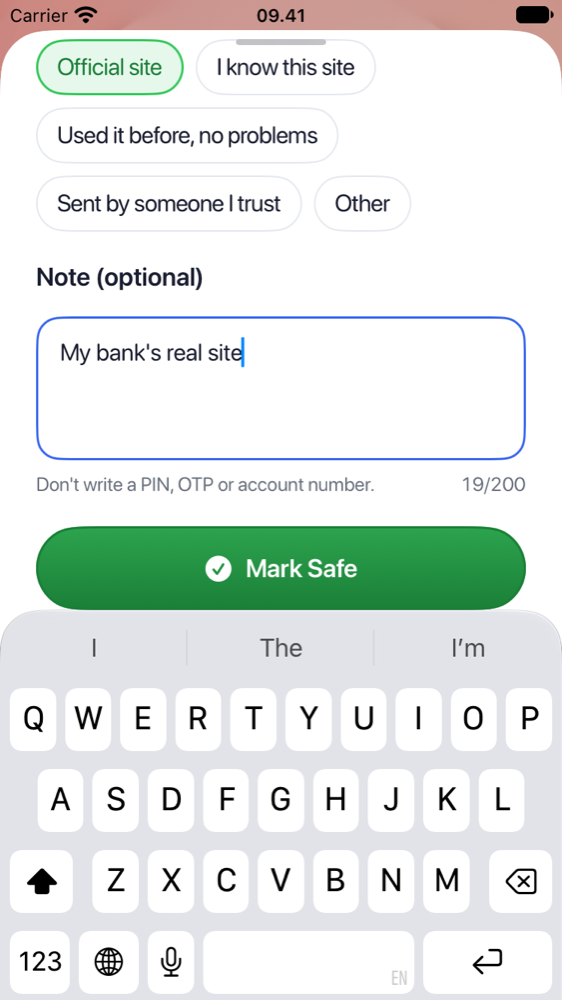 Carrier 09.41
Official site I know this site
Used it before, no problems
Sent by someone I trust Other
Note (optional)
My bank's real site
Don't write a PIN, OTP or account number. 19/200
Mark Safe
I The I’m
Q W E R T Y U I O P
A S D F G H J K L
Z X C V B N M
123 EN